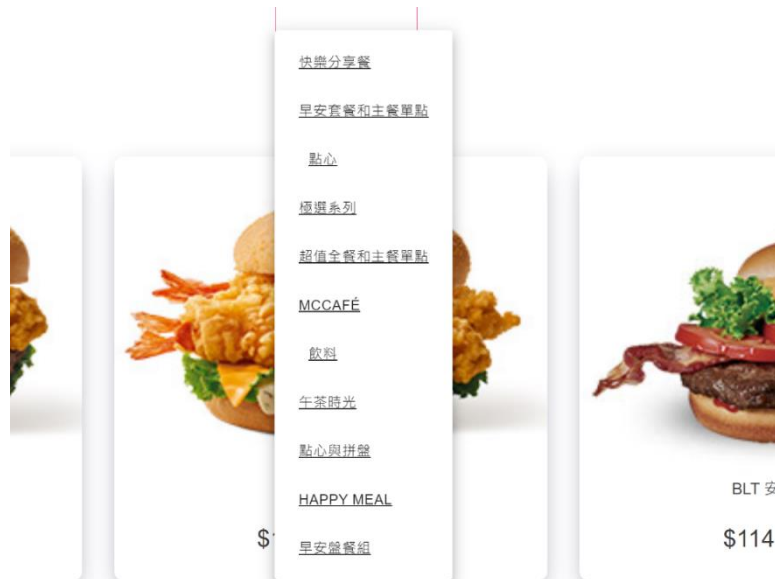 快樂分享餐
早安套餐和主餐單點
點心
極選系列
超值全餐和主餐單點
MCCAFÉ
飲料
午茶時光
點心與拼盤
HAPPY MEAL
早安盤餐組
BLT 安
$
$114